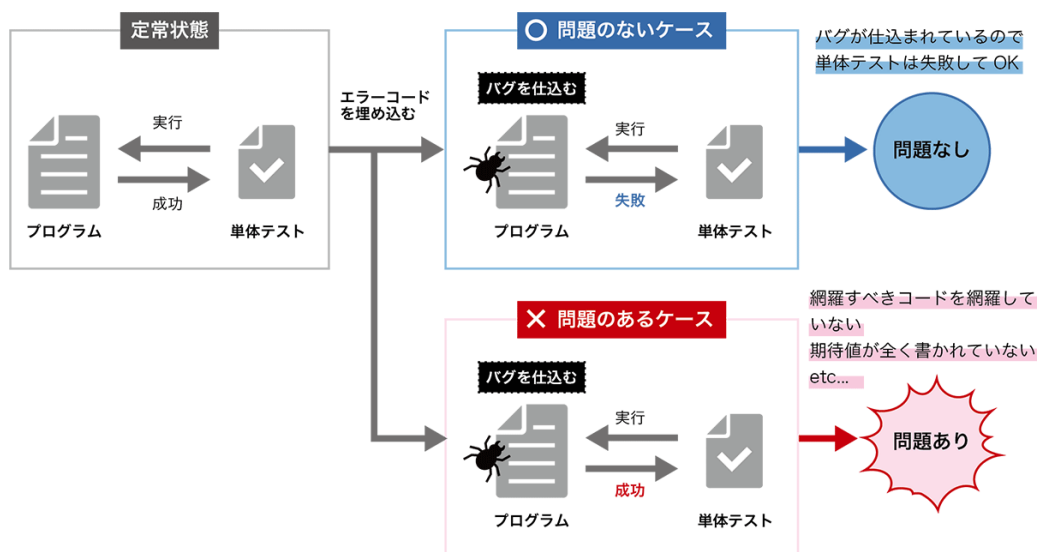 定常状態
実行
成功
プログラム
単体テスト
エラーコード
を埋め込む
○ 問題のないケース
バグを仕込む
実行
失敗
プログラム
単体テスト
バグが仕込まれているので
単体テストは失敗して OK
問題なし
× 問題のあるケース
バグを仕込む
実行
成功
プログラム
単体テスト
網羅すべきコードを網羅して
いない
期待値が全く書かれていない
etc...
問題あり